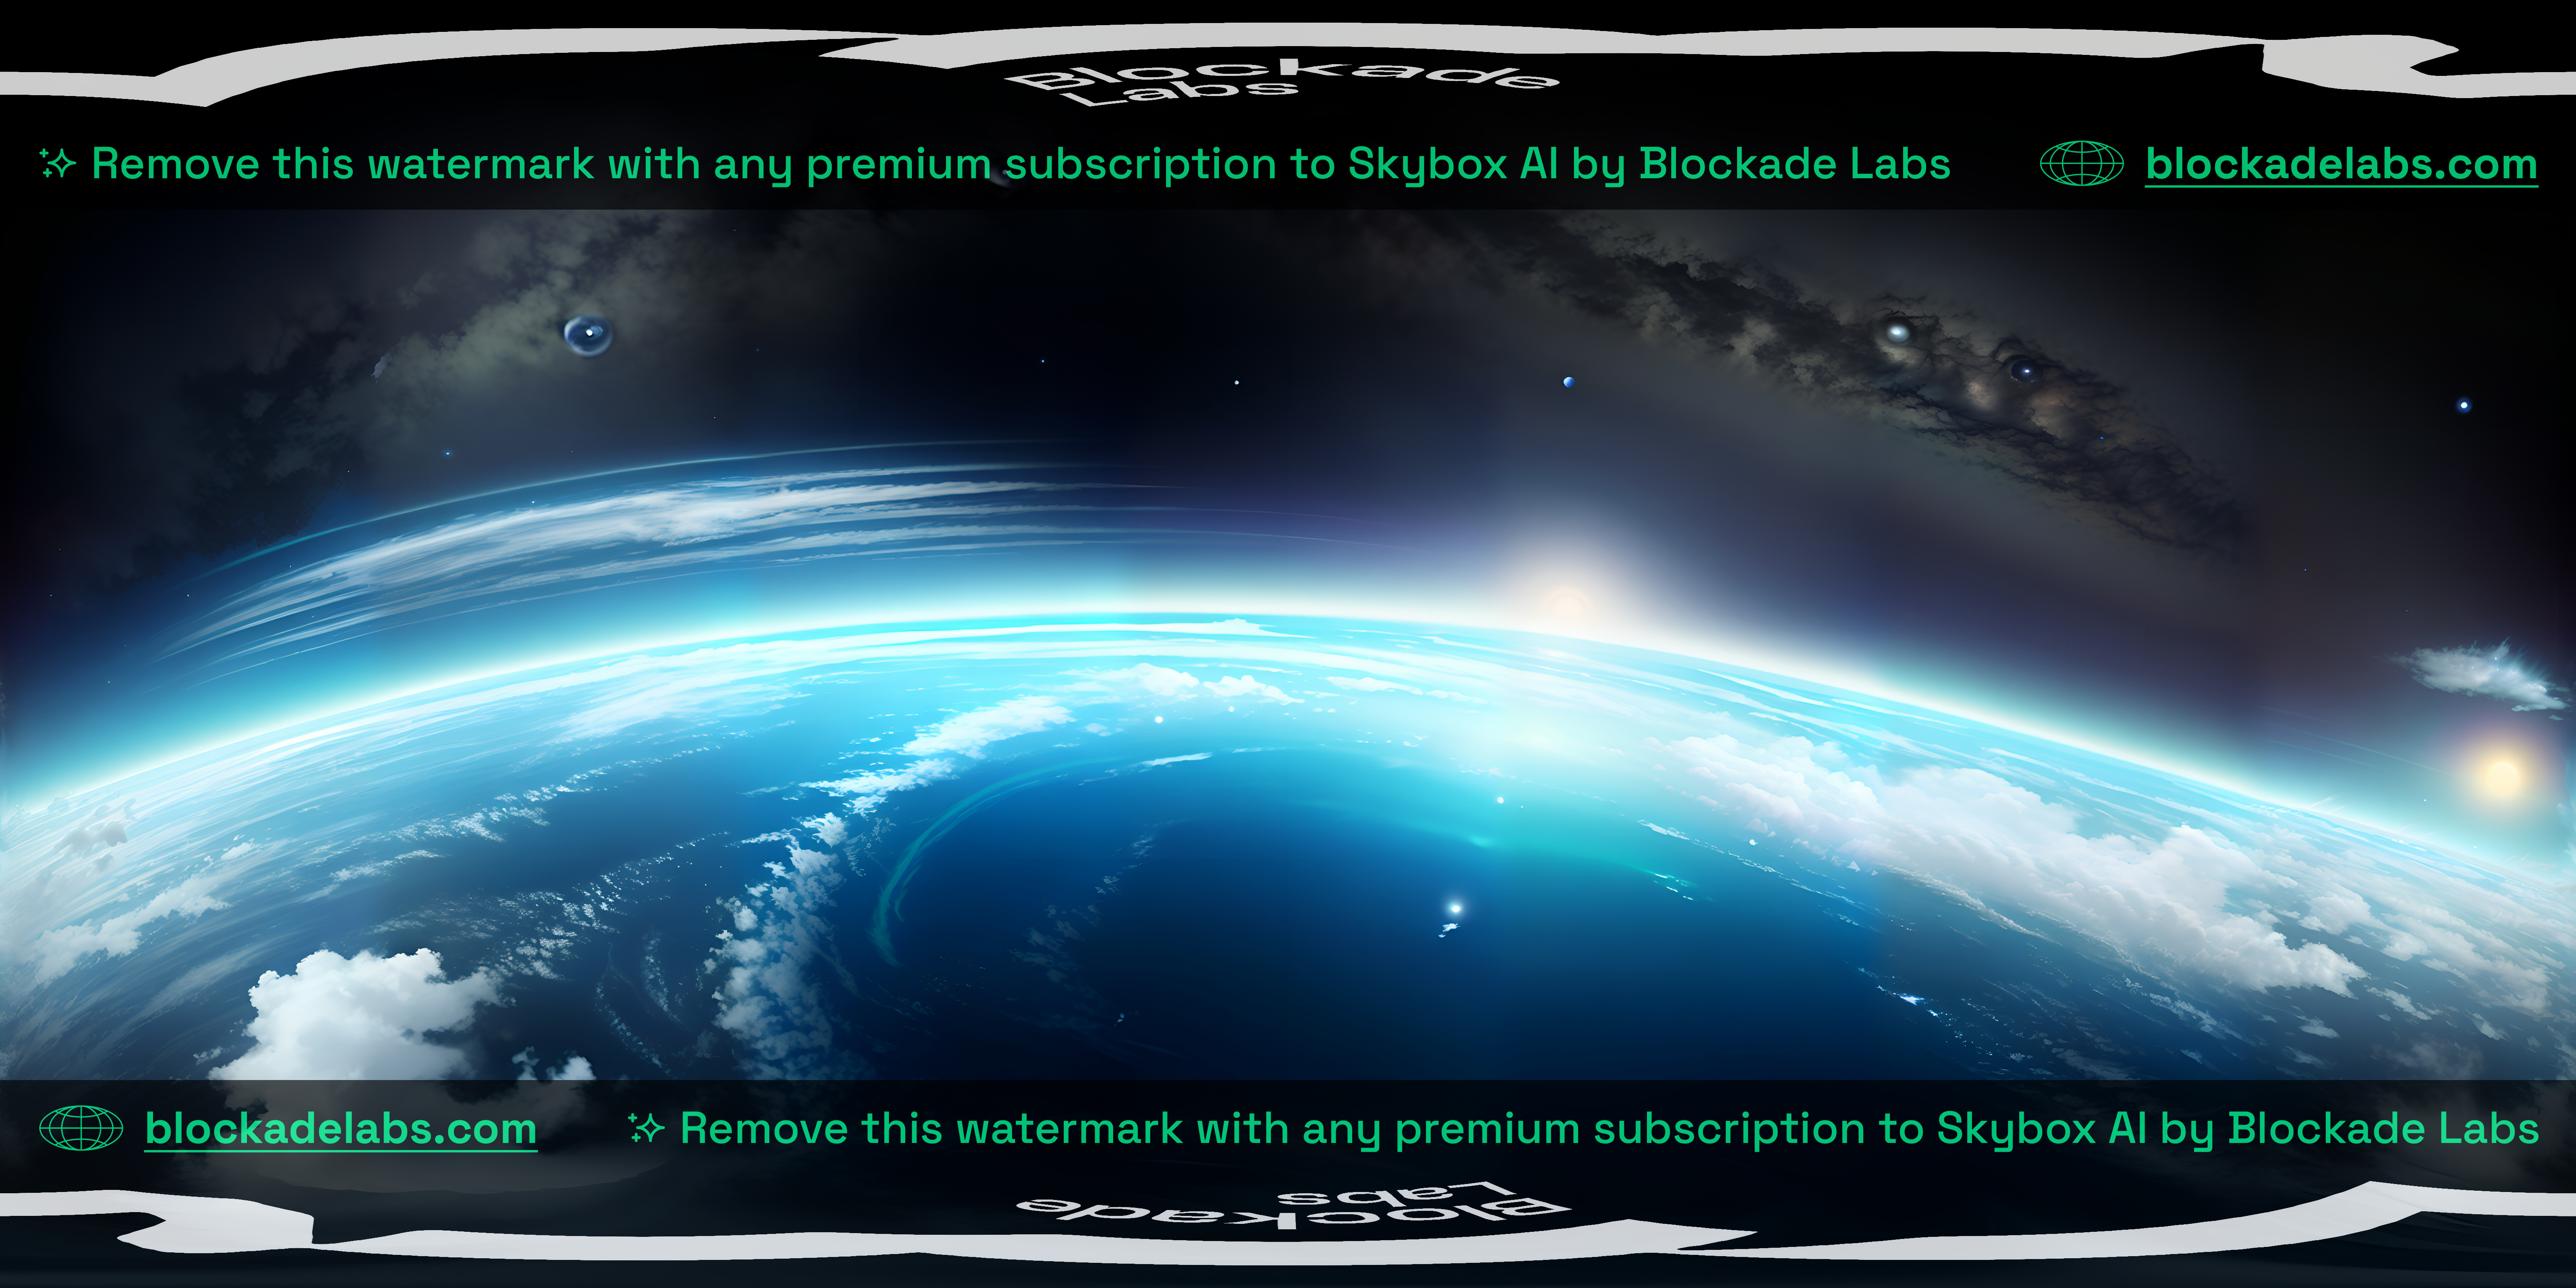 Blockade
Labs
Remove this watermark with any premium subscription to Skybox AI by Blockade Labs
blockadelabs.com
blockadelabs.com
Remove this watermark with any premium subscription to Skybox AI by Blockade Labs
Labs
Blockade